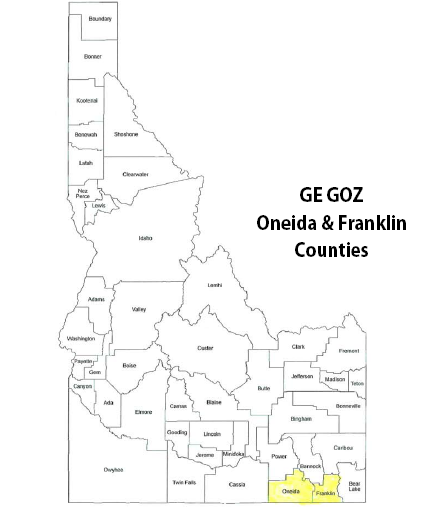 Boundary
Bonner
Kootenai
Benewah
Shoshone
Latah
Clearwater
Nez
Perce
Lewis
Idaho
GE GOZ
Oneida & Franklin
Counties
Lemhi
Adams
Valley
Washington
Custer
Clark
Fremont
Payette
Gem
Boise
Jefferson
Madison
Teton
Canyon
Butte
Ada
Elmore
Camas
Blaine
Bonneville
Bingham
Gooding
Lincoln
Caribou
Jerome
Minidoka
Power
Bannock
Owyhee
Twin Falls
Cassia
Oneida
Franklin
Bear
Lake